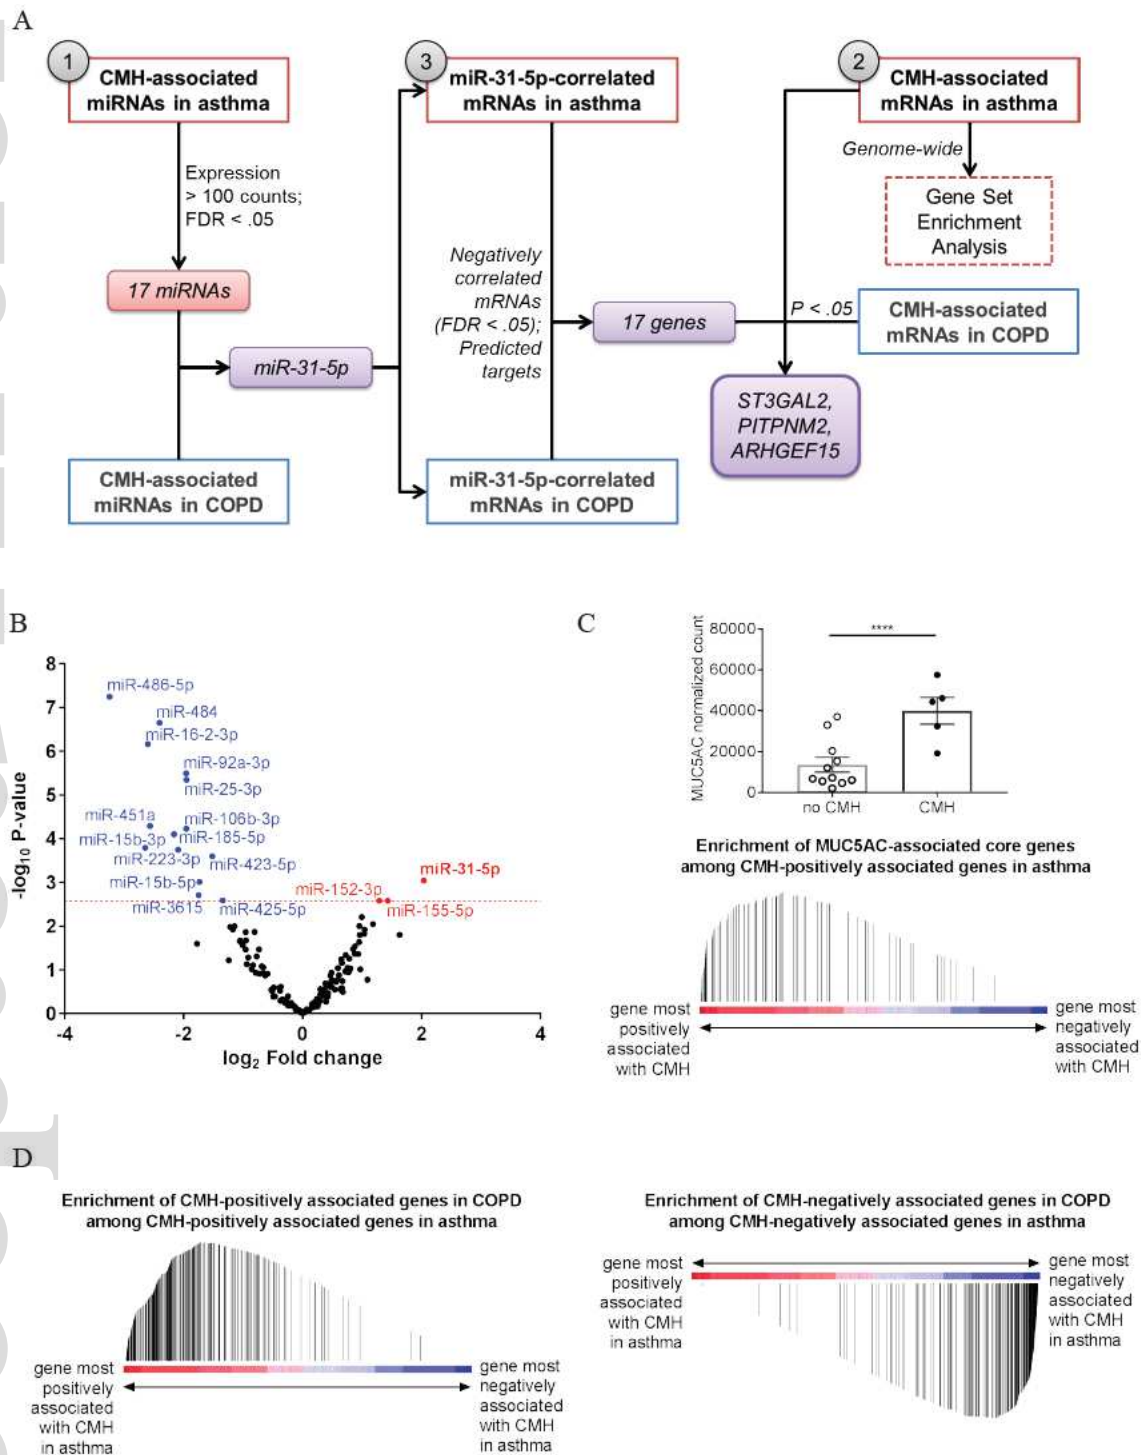 A
1
CMH-associated
miRNAs in asthma
3
miR-31-5p-correlated
mRNAs in asthma
2
CMH-associated
mRNAs in asthma
Expression
> 100 counts;
FDR < .05
Genome-wide
Gene Set
Enrichment
Analysis
17 miRNAs
Negatively
correlated
mRNAs
(FDR < .05);
Predicted
targets
17 genes
P < .05
CMH-associated
mRNAs in COPD
miR-31-5p
ST3GAL2,
PITPNM2,
ARHGEF15
CMH-associated
miRNAs in COPD
miR-31-5p-correlated
mRNAs in COPD
B
8
7
6
5
4
3
2
1
0
-log10 P-value
miR-486-5p
miR-484
miR-16-2-3p
miR-92a-3p
miR-25-3p
miR-451a
miR-106b-3p
miR-15b-3p
miR-185-5p
miR-223-3p
miR-423-5p
miR-15b-5p
miR-3615
miR-425-5p
miR-31-5p
miR-152-3p
miR-155-5p
-4
-2
0
2
4
log2 Fold change
C
MUC5AC normalized count
80000
60000
40000
20000
0
****
no CMH
CMH
Enrichment of MUC5AC-associated core genes
among CMH-positively associated genes in asthma
gene most
positively
associated
with CMH
gene most
negatively
associated
with CMH
D
Enrichment of CMH-positively associated genes in COPD
among CMH-positively associated genes in asthma
gene most
positively
associated
with CMH
in asthma
gene most
negatively
associated
with CMH
in asthma
Enrichment of CMH-negatively associated genes in COPD
among CMH-negatively associated genes in asthma
gene most
positively
associated
with CMH
in asthma
gene most
negatively
associated
with CMH
in asthma